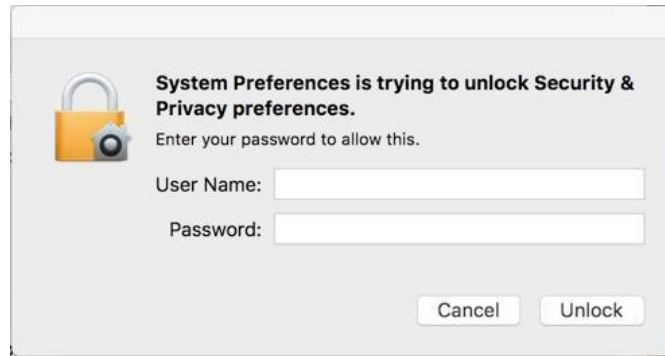 System Preferences is trying to unlock Security &
Privacy preferences.
Enter your password to allow this.
User Name:
Password:
Cancel Unlock